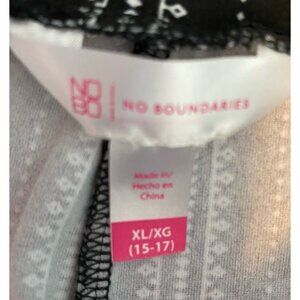 NO
BO
NO BOUNDARIES
Made in/
Hecho en
China
XL/XG
(15-17)